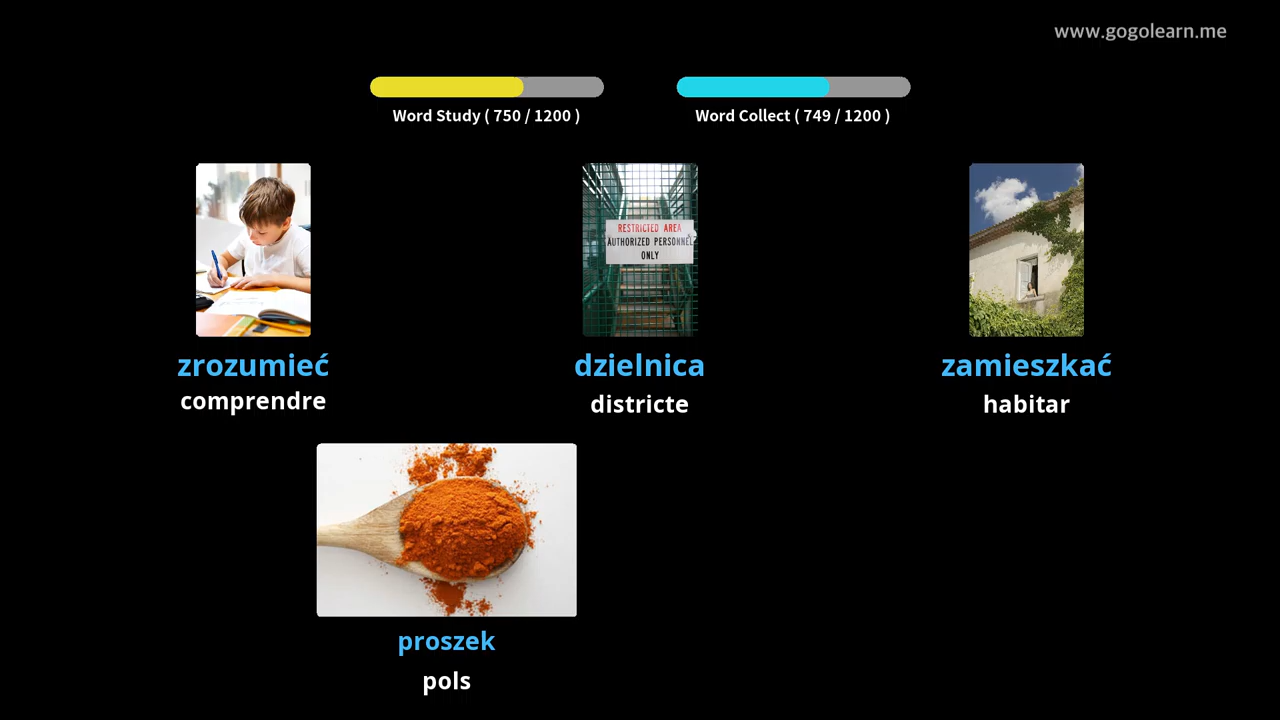 www.gogolearn.me
Word Study ( 750 / 1200 )
Word Collect ( 749 / 1200 )
RESTRICTED AREA
AUTHORIZED PERSONNEL
ONLY
zrozumieć
comprendre
dzielnica
districte
zamieszkać
habitar
proszek
pols